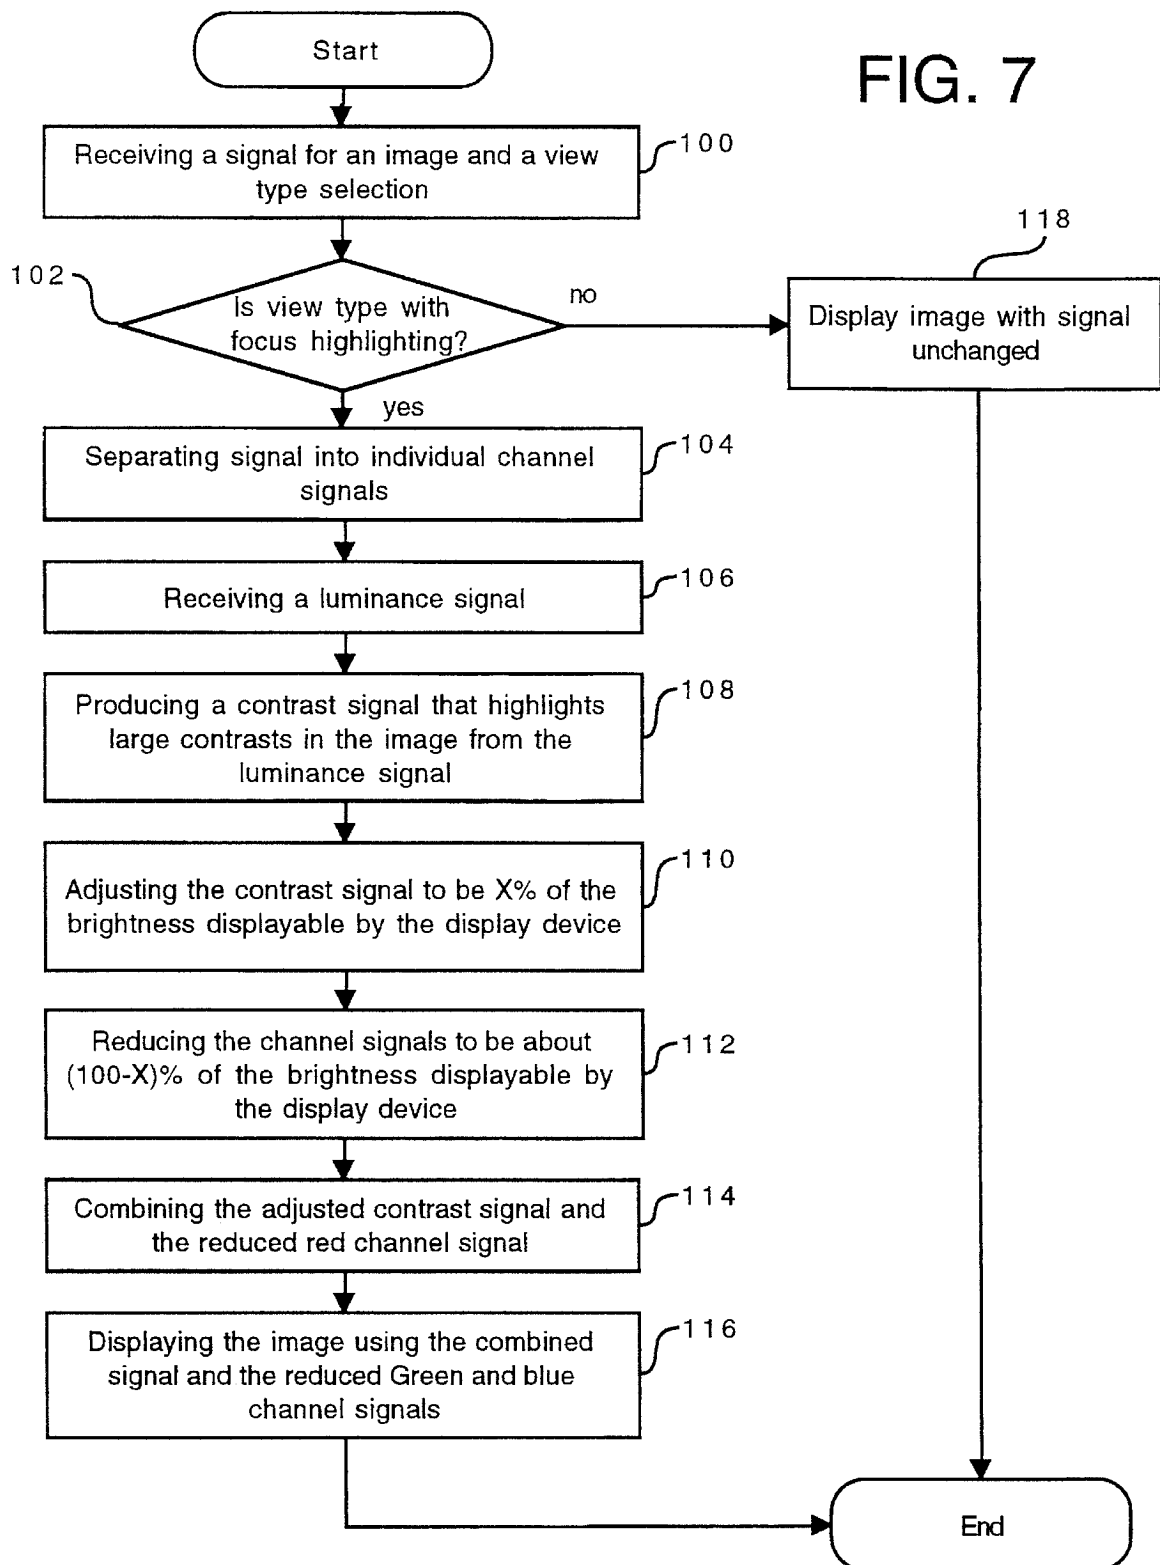 Start
FIG. 7
Receiving a signal for an image and a view
type selection
100
102
Is view type with
focus highlighting?
no
118
Display image with signal
unchanged
yes
Separating signal into individual channel
signals
104
Receiving a luminance signal
106
Producing a contrast signal that highlights
large contrasts in the image from the
luminance signal
108
Adjusting the contrast signal to be X% of the
brightness displayable by the display device
110
Reducing the channel signals to be about
(100-X)% of the brightness displayable by
the display device
112
Combining the adjusted contrast signal and
the reduced red channel signal
114
Displaying the image using the combined
signal and the reduced Green and blue
channel signals
116
End